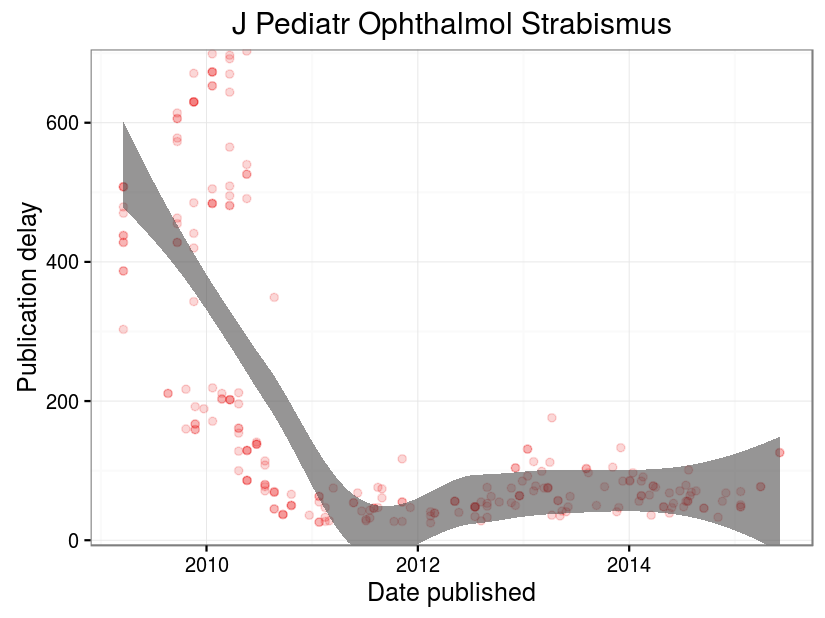 J Pediatr Ophthalmol Strabismus
Publication delay
600
400
200
0
2010
2012
2014
Date published